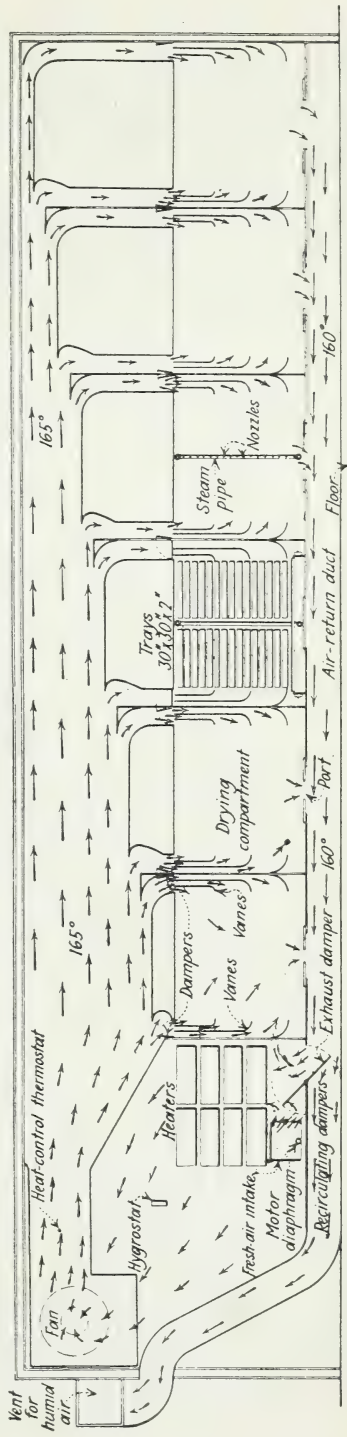 Vent
for
humid
air
Fan
Heat-control thermostat
165°
165°
Hygrostat
Heaters
Fresh-air intake
Motor
diaphragm
Recirculating dampers
Exhaust damper
Dampers
Vanes
Vanes
Drying
compartment
Trays
30"x30"x2"
Steam
pipe
Nozzles
160°
Port
Air-return duct
Floor
160°